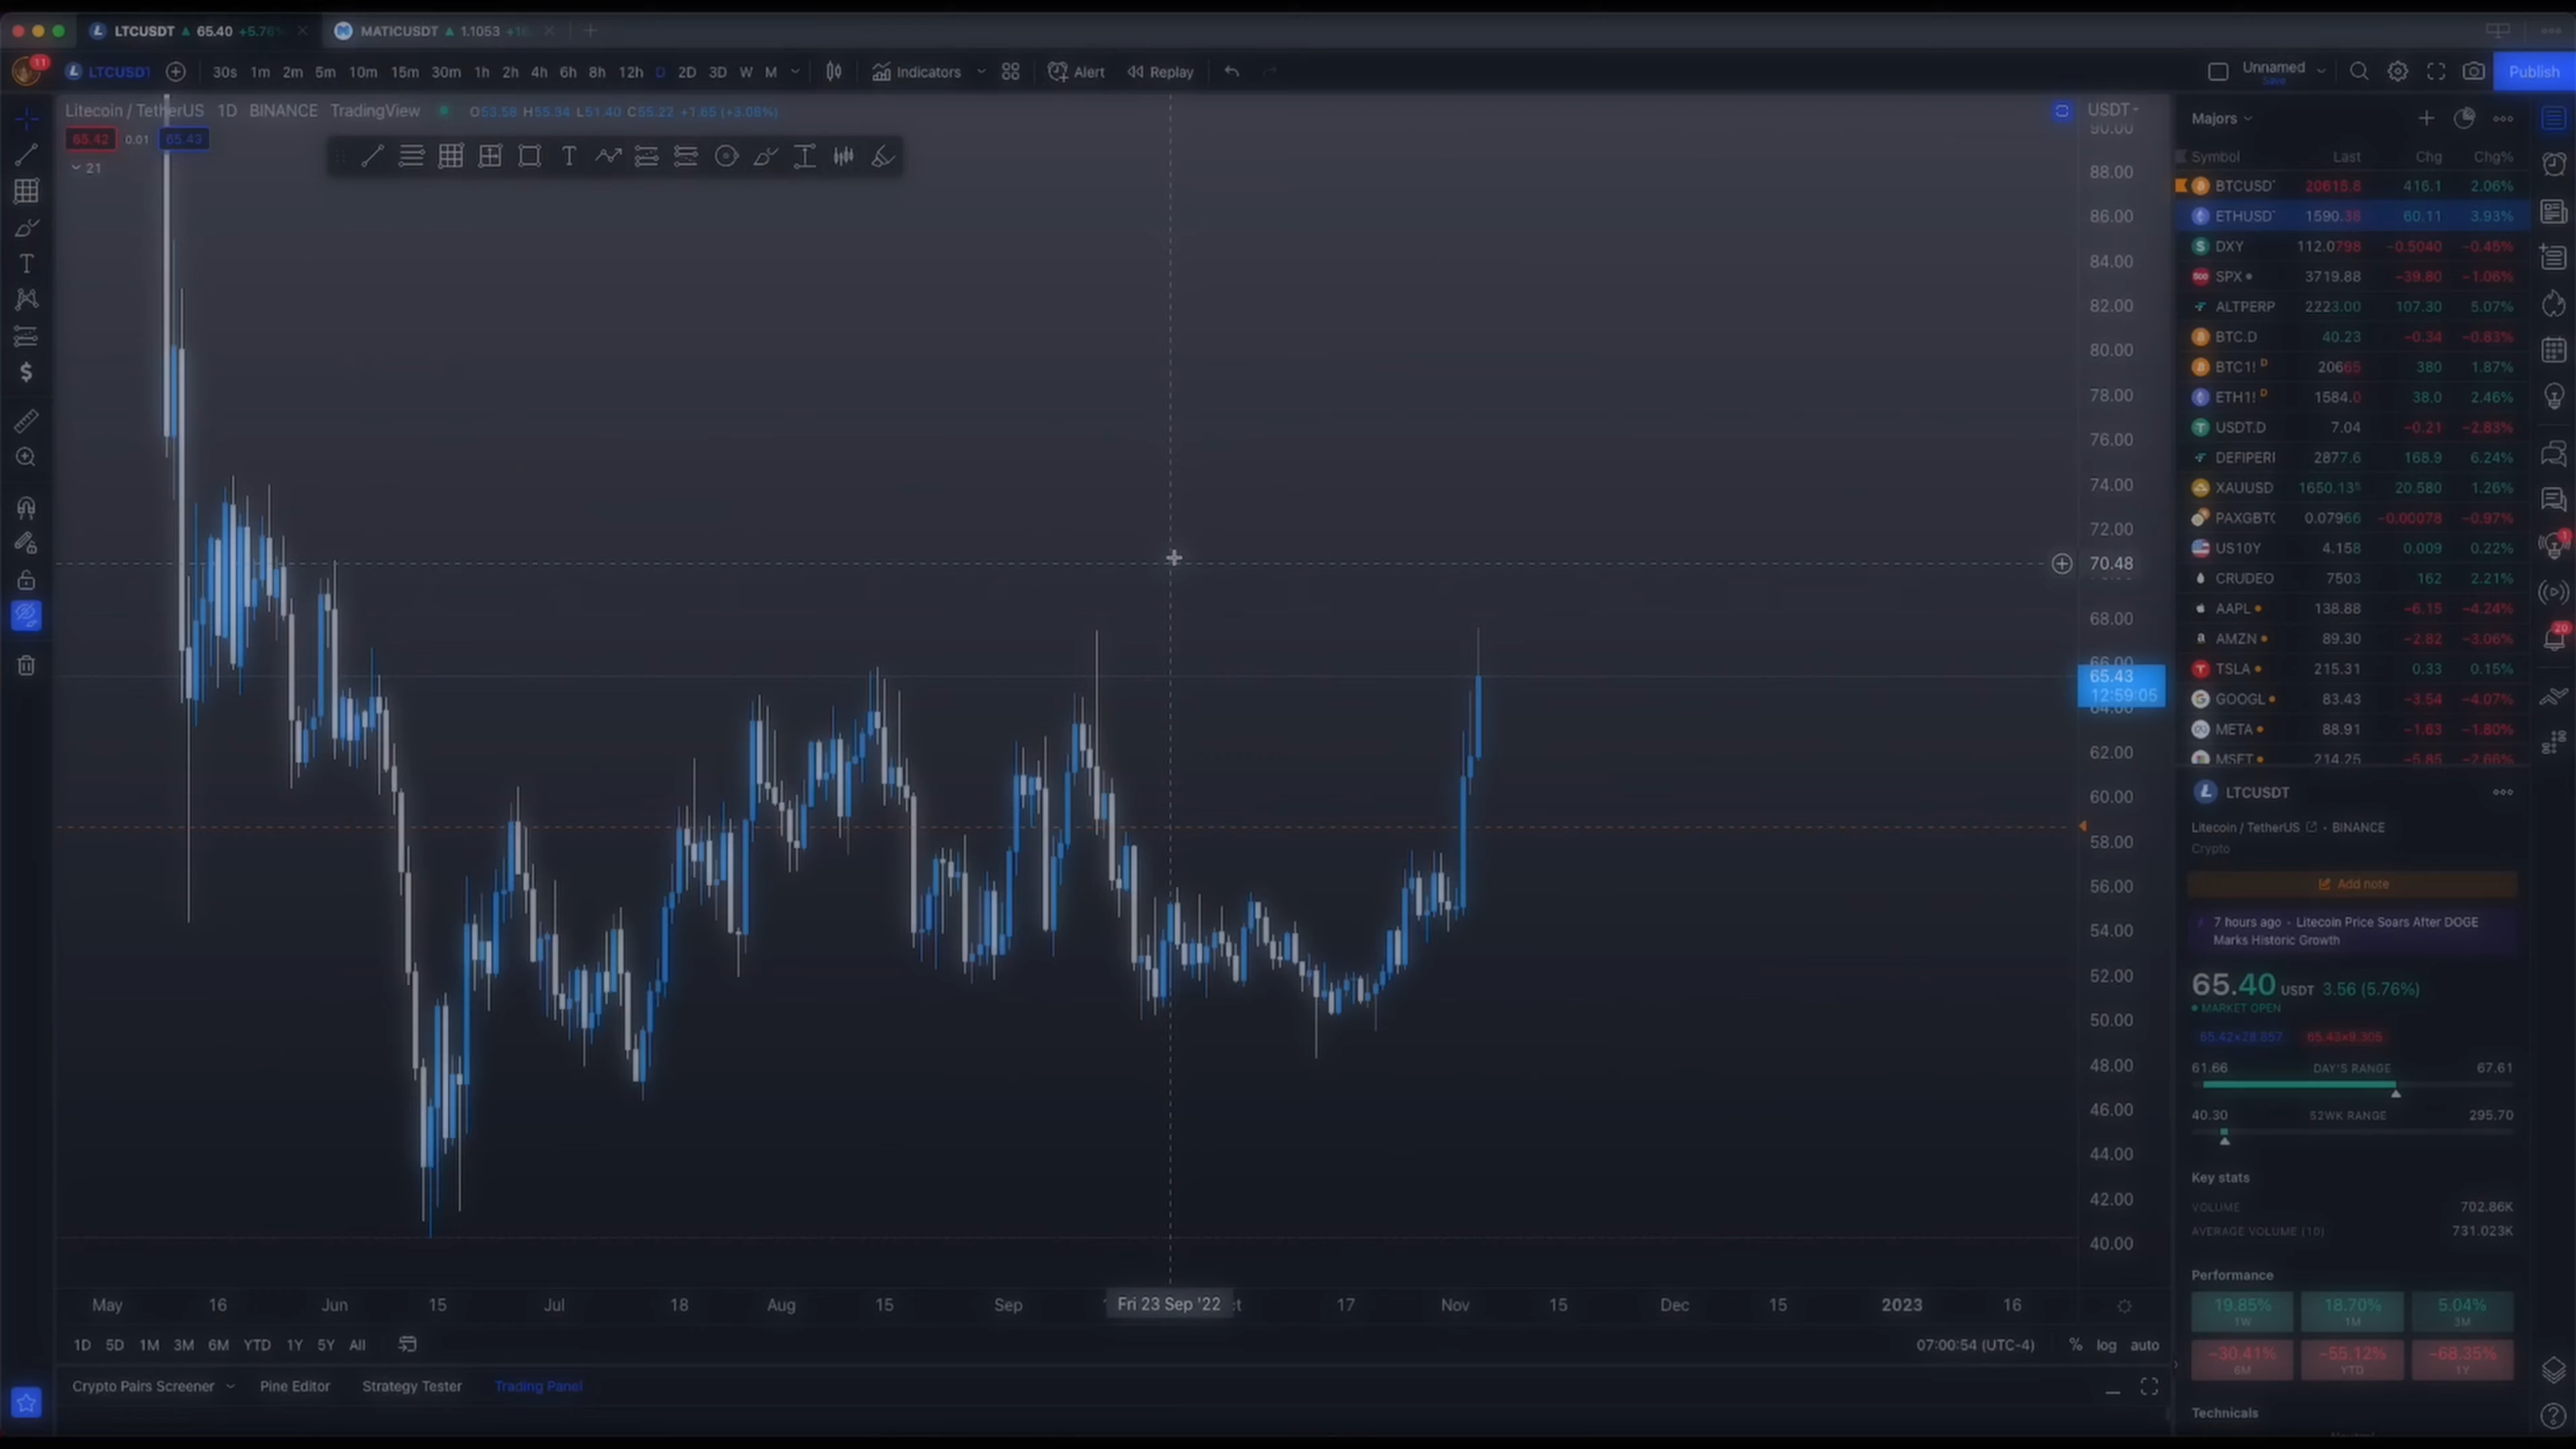 LTCUSDT ▲ 65.40 +5.76%
MATICUSDT ▲ 1.1053
11
LTCUSDT
30s 1m 2m 5m 10m 15m 30m 1h 2h 4h 6h 8h 12h D 2D 3D W M
Indicators
Alert
Replay
Unnamed
Save
Publish
Litecoin / TetherUS 1D BINANCE TradingView
O53.58 H55.34 L51.40 C55.22 +1.65 (+3.08%)
65.42 0.01 65.43
21
USDT
90.00
88.00
86.00
84.00
82.00
80.00
78.00
76.00
74.00
72.00
70.48
68.00
66.00
65.43
12:59:05
64.00
62.00
60.00
58.00
56.00
54.00
52.00
50.00
48.00
46.00
44.00
42.00
40.00
May 16 Jun 15 Jul 18 Aug 15 Sep Fri 23 Sep '22 17 Nov 15 Dec 15 2023 16
1D 5D 1M 3M 6M YTD 1Y 5Y All
07:00:54 (UTC-4) % log auto
Crypto Pairs Screener Pine Editor Strategy Tester Trading Panel
Majors
Symbol Last Chg Chg%
BTCUSD 20615.8 416.1 2.06%
ETHUSD 1590.38 60.11 3.93%
DXY 112.0798 −0.5040 −0.45%
SPX 3719.88 −39.80 −1.06%
ALTPERP 2223.00 107.30 5.07%
BTC.D 40.23 −0.34 −0.83%
BTC1! D 20665 380 1.87%
ETH1! D 1584.0 38.0 2.46%
USDT.D 7.04 −0.21 −2.83%
DEFIPERI 2877.6 168.9 6.24%
XAUUSD 1650.13 20.580 1.26%
PAXGBTC 0.07966 −0.00078 −0.97%
US10Y 4.158 0.009 0.22%
CRUDEO 7503 162 2.21%
AAPL 138.88 −6.15 −4.24%
AMZN 89.30 −2.82 −3.06%
TSLA 215.31 0.33 0.15%
GOOGL 83.43 −3.54 −4.07%
META 88.91 −1.63 −1.80%
MSFT 214.25 −5.85 −2.66%
LTCUSDT
Litecoin / TetherUS • BINANCE
Crypto
Add note
7 hours ago • Litecoin Price Soars After DOGE
Marks Historic Growth
65.40 USDT 3.56 (5.76%)
MARKET OPEN
65.42×28.857 65.43×9.305
61.66 DAY'S RANGE 67.61
40.30 52WK RANGE 295.70
Key stats
VOLUME 702.86K
AVERAGE VOLUME (10) 731.023K
Performance
19.85% 18.70% 5.04%
1W 1M 3M
−30.41% −55.12% −68.35%
6M YTD 1Y
Technicals
1
20